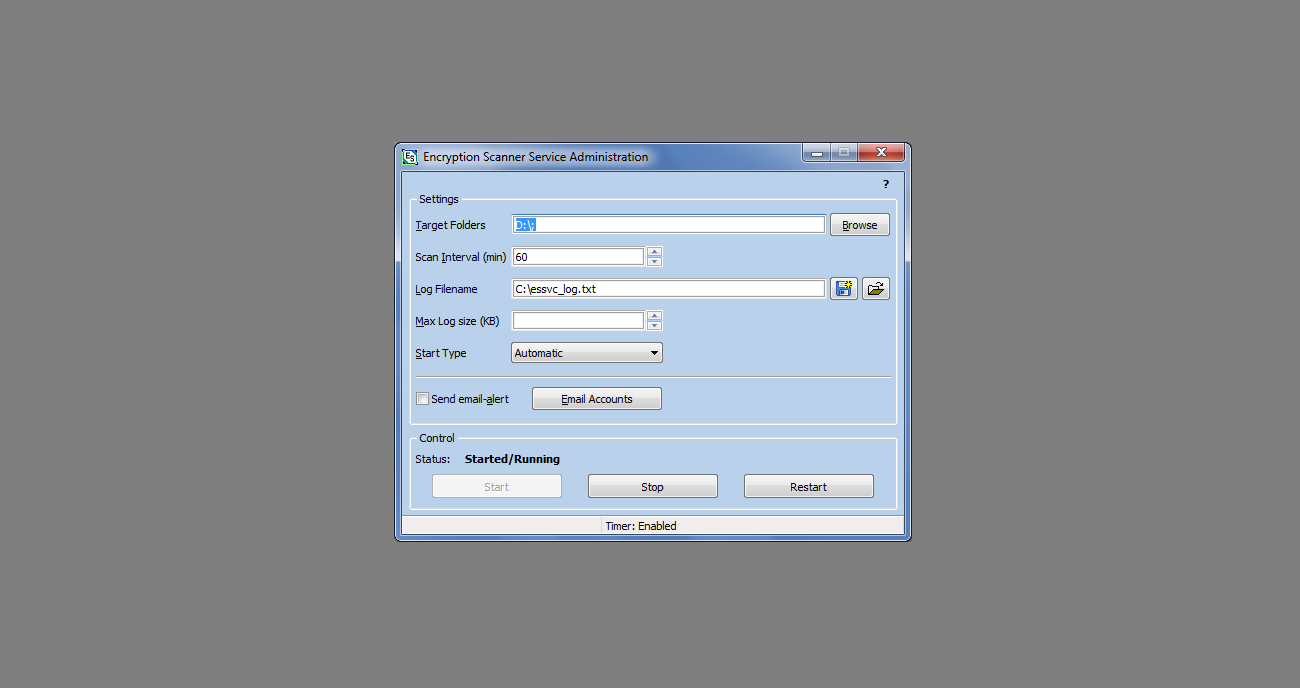 ES Encryption Scanner Service Administration
?
Settings
Target Folders D:\; Browse
Scan Interval (min) 60
Log Filename C:\essvc_log.txt
Max Log size (KB)
Start Type Automatic
Send email-alert Email Accounts
Control
Status: Started/Running
Start Stop Restart
Timer: Enabled